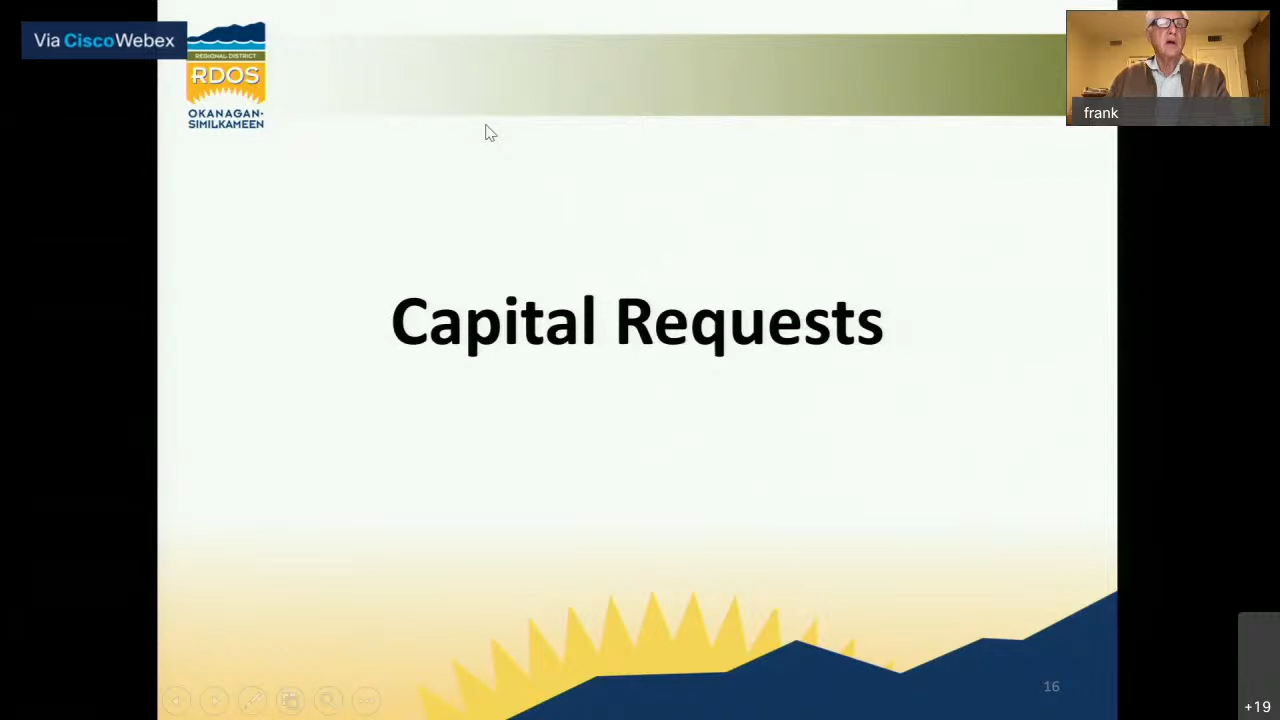 Via CiscoWebex
REGIONAL DISTRICT
RDOS
OKANAGAN-
SIMILKAMEEN
frank
Capital Requests
16
+19